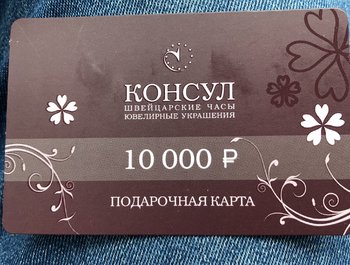 КОНСУЛ
ШВЕЙЦАРСКИЕ ЧАСЫ
ЮВЕЛИРНЫЕ УКРАШЕНИЯ
10 000 ₽
ПОДАРОЧНАЯ КАРТА